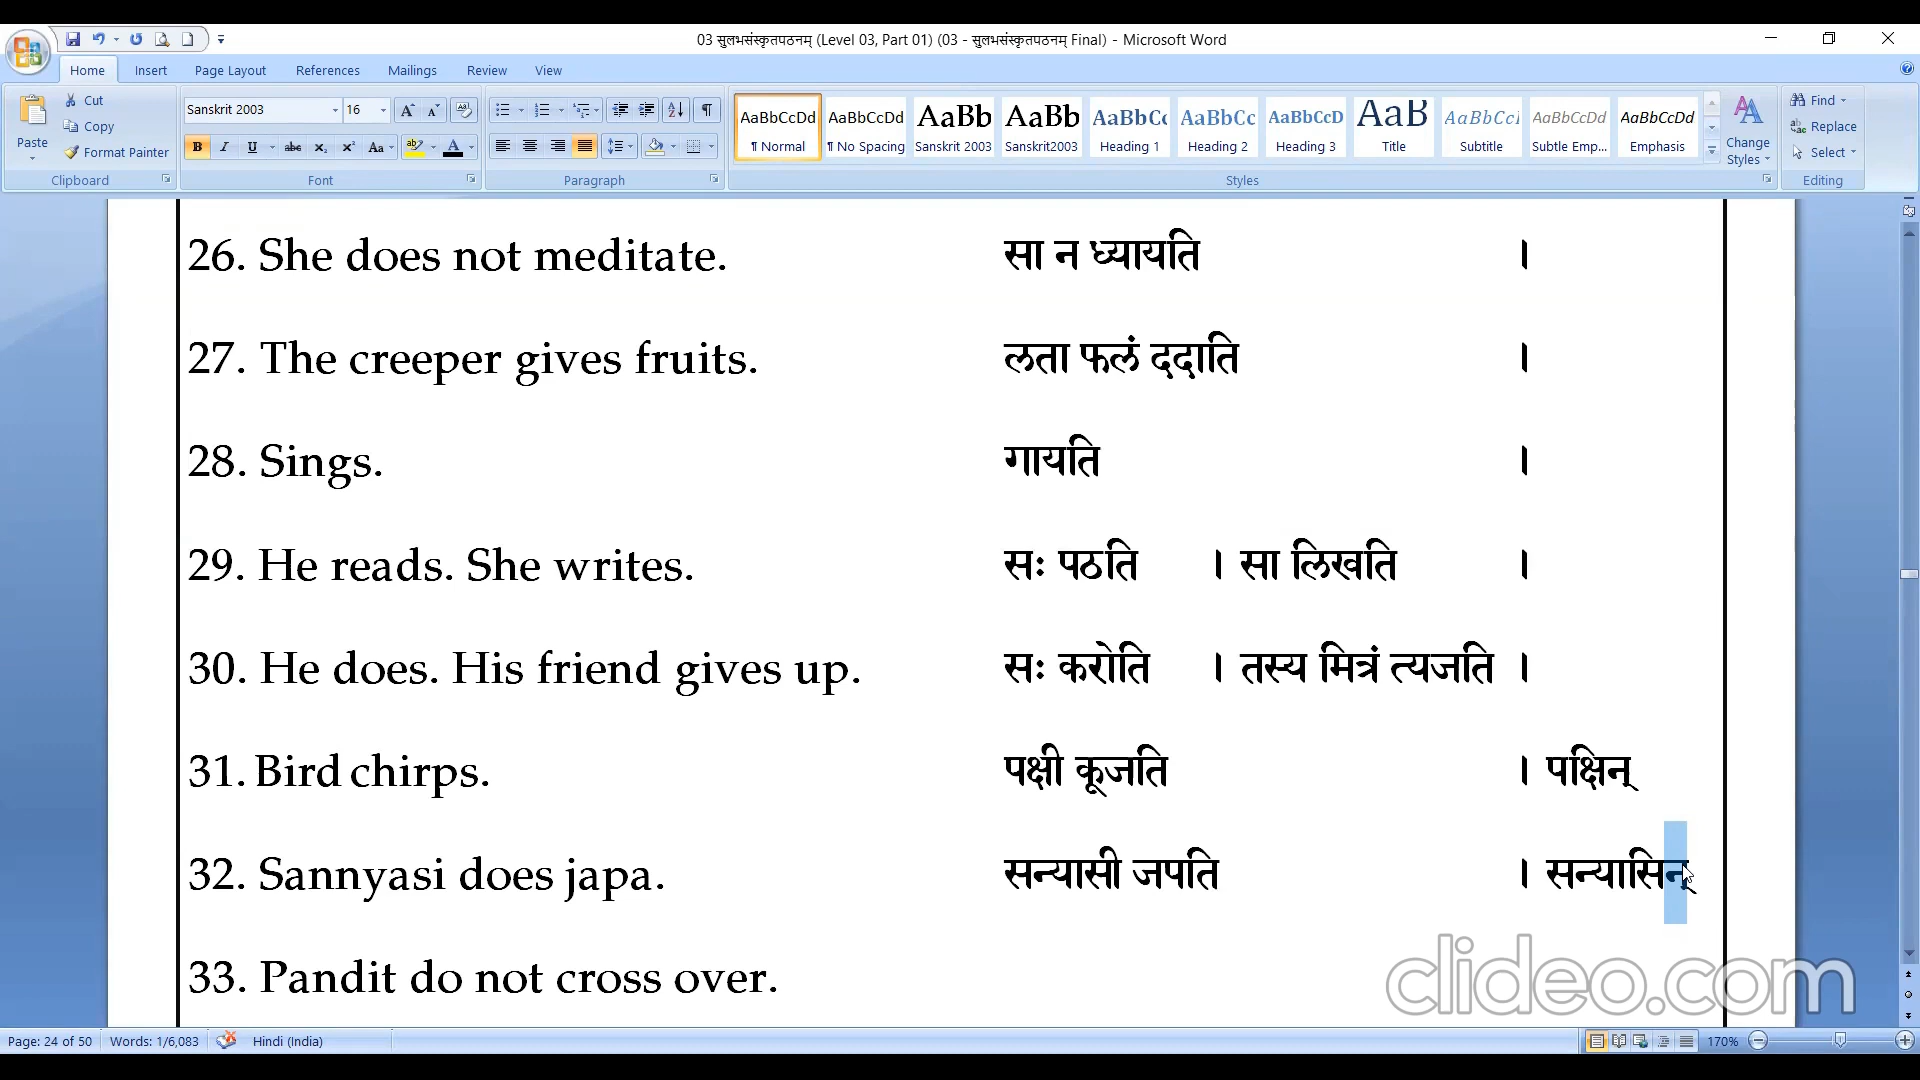 03 सुलभसंस्कृतपठनम् (Level 03, Part 01) (03 - सुलभसंस्कृतपठनम् Final) - Microsoft Word
Home Insert Page Layout References Mailings Review View
Paste Cut Copy Format Painter Clipboard
Sanskrit 2003 16 Font
Paragraph
AaBbCcDd AaBbCcDd AaBb AaBb AaBbCc AaBbCc AaBbCcD AaB AaBbCcI AaBbCcDd AaBbCcDd
¶ Normal ¶ No Spacing Sanskrit 2003 Sanskrit2003 Heading 1 Heading 2 Heading 3 Title Subtitle Subtle Emp... Emphasis
Styles
Change Styles
Find Replace Select Editing
26. She does not meditate. सा न ध्यायति ।
27. The creeper gives fruits. लता फलं ददाति ।
28. Sings. गायति ।
29. He reads. She writes. सः पठति । सा लिखति ।
30. He does. His friend gives up. सः करोति । तस्य मित्रं त्यजति ।
31. Bird chirps. पक्षी कूजति । पक्षिन्
32. Sannyasi does japa. सन्यासी जपति । सन्यासिन्
33. Pandit do not cross over.
clideo.com
Page: 24 of 50 Words: 1/6,083 Hindi (India) 170%